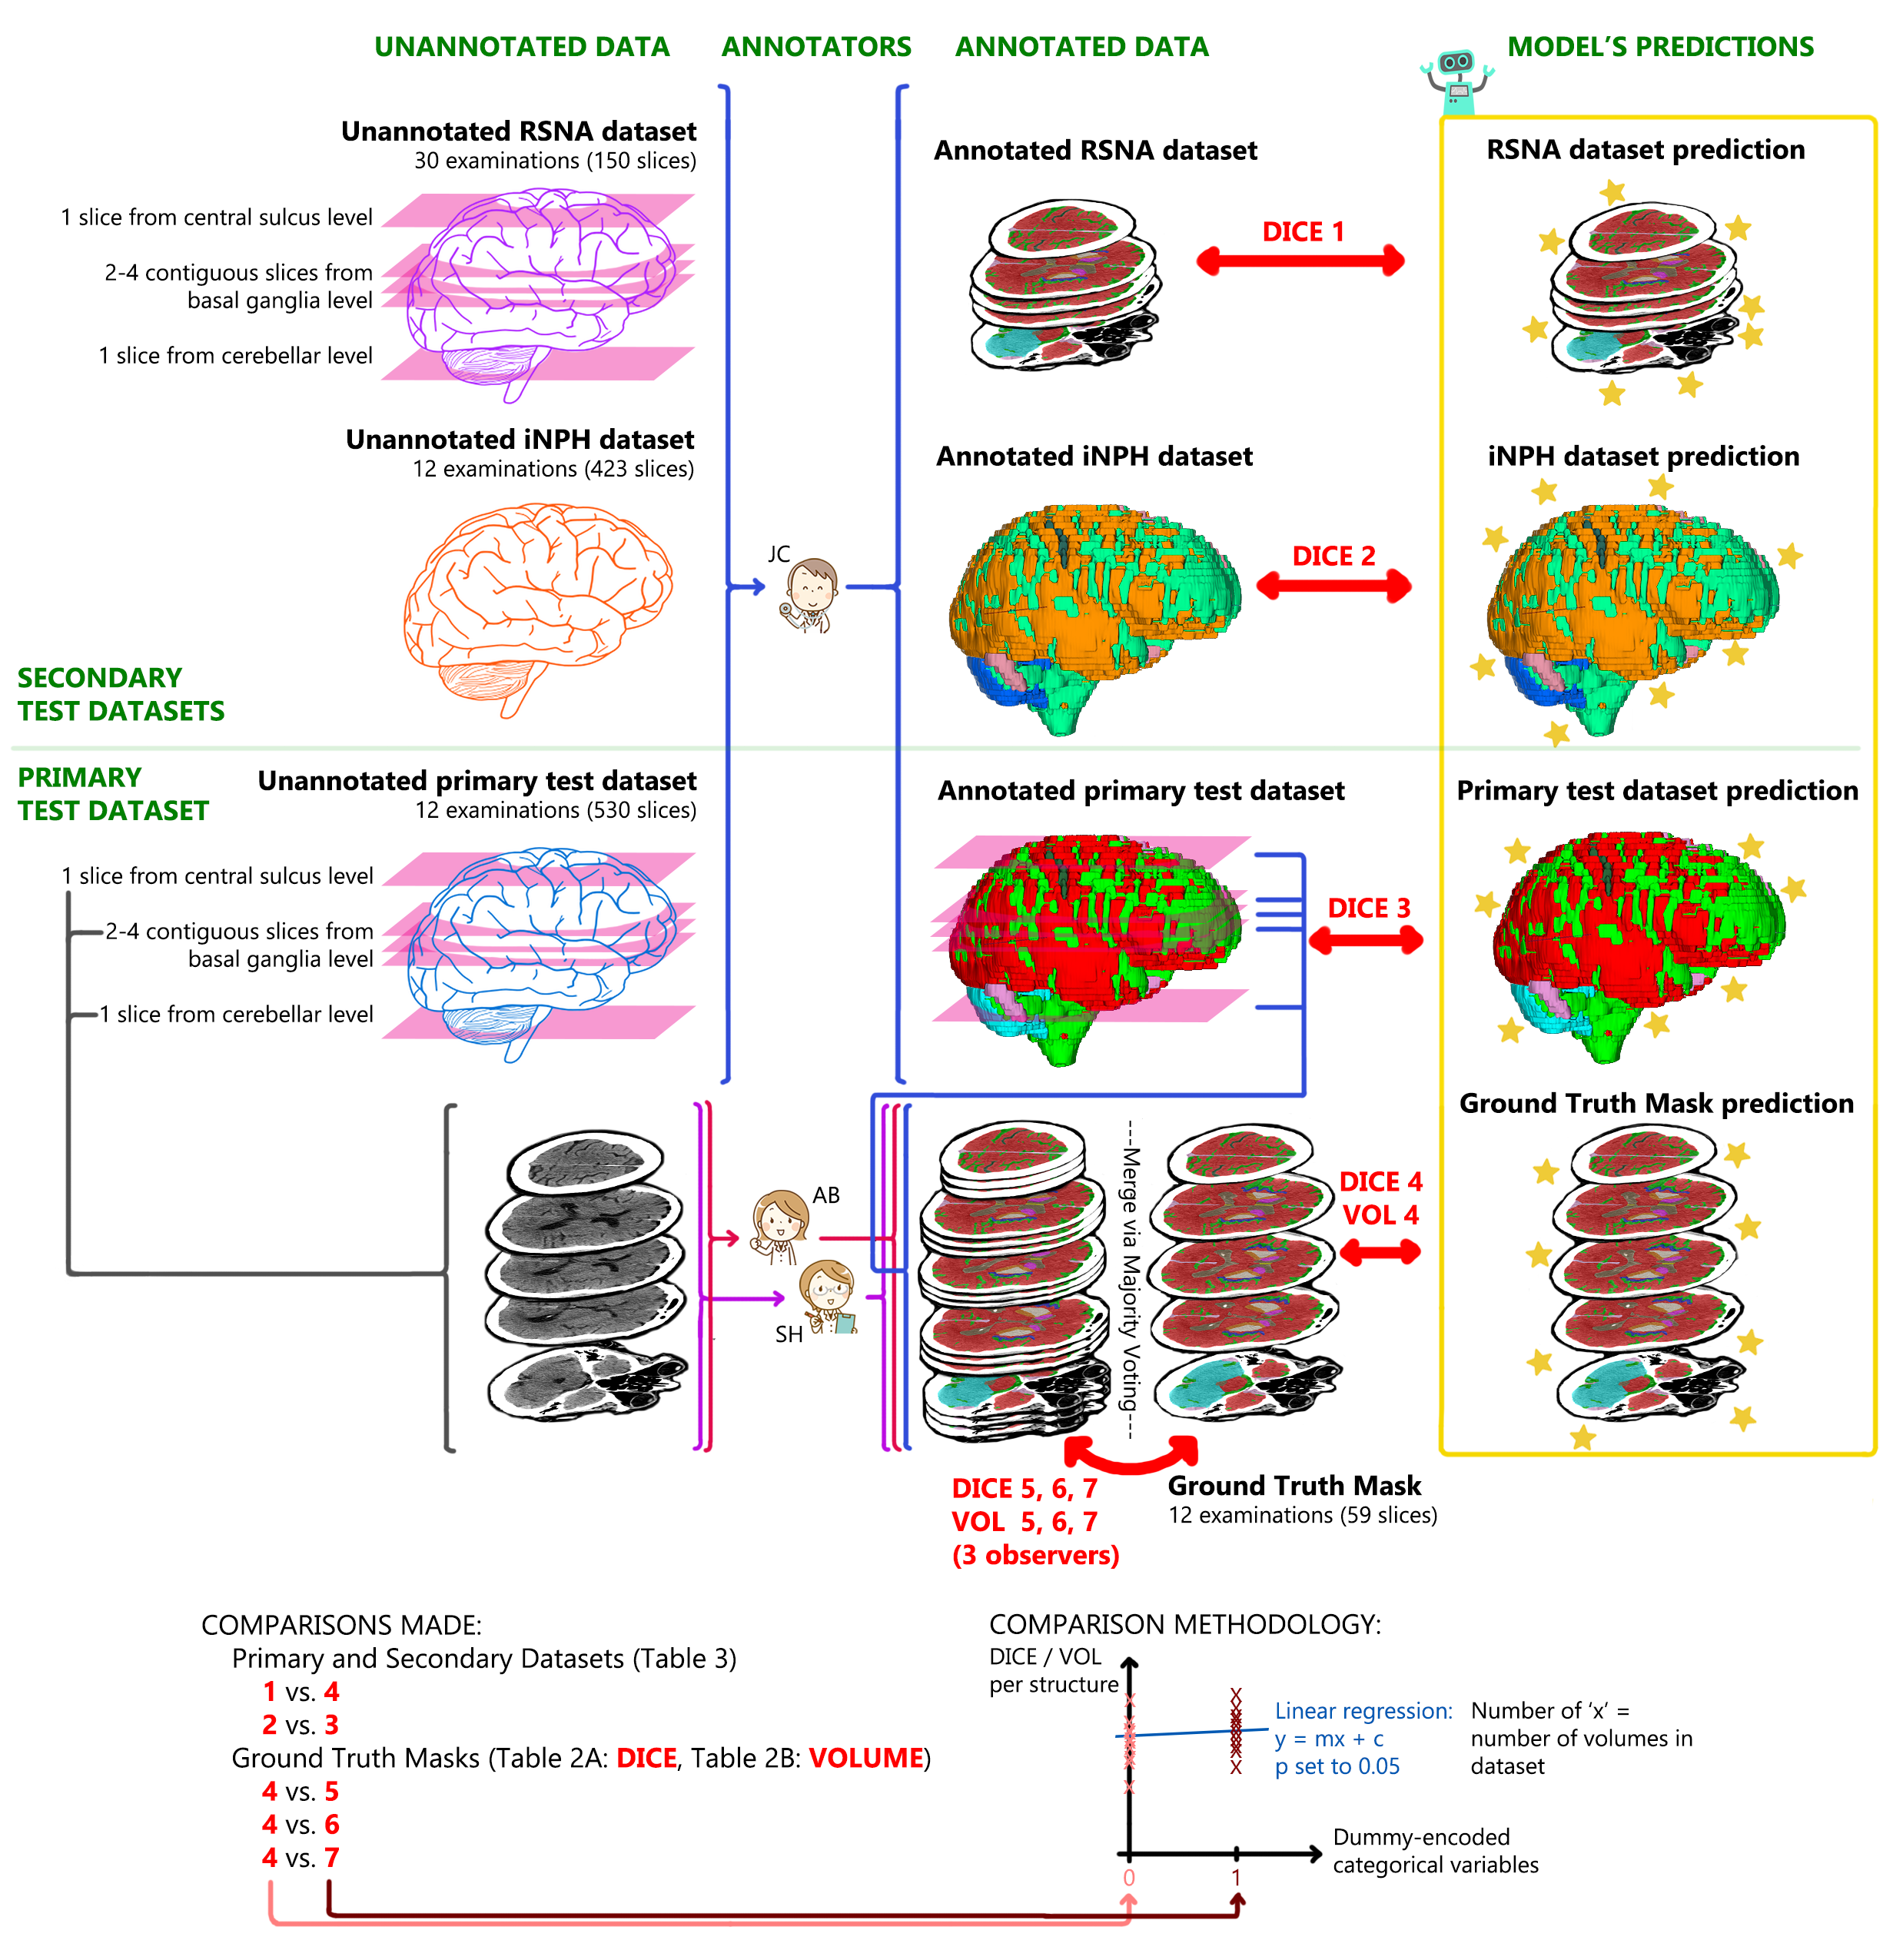 UNANNOTATED DATA
ANNOTATORS
ANNOTATED DATA
MODEL’S PREDICTIONS
Unannotated RSNA dataset
30 examinations (150 slices)
1 slice from central sulcus level
2-4 contiguous slices from
basal ganglia level
1 slice from cerebellar level
Annotated RSNA dataset
DICE 1
RSNA dataset prediction
Unannotated iNPH dataset
12 examinations (423 slices)
JC
Annotated iNPH dataset
DICE 2
iNPH dataset prediction
SECONDARY
TEST DATASETS
PRIMARY
TEST DATASET
Unannotated primary test dataset
12 examinations (530 slices)
1 slice from central sulcus level
2-4 contiguous slices from
basal ganglia level
1 slice from cerebellar level
Annotated primary test dataset
DICE 3
Primary test dataset prediction
Ground Truth Mask prediction
AB
SH
---Merge via Majority Voting---
DICE 4
VOL 4
DICE 5, 6, 7
VOL 5, 6, 7
(3 observers)
Ground Truth Mask
12 examinations (59 slices)
COMPARISONS MADE:
Primary and Secondary Datasets (Table 3)
1 vs. 4
2 vs. 3
Ground Truth Masks (Table 2A: DICE, Table 2B: VOLUME)
4 vs. 5
4 vs. 6
4 vs. 7
COMPARISON METHODOLOGY:
DICE / VOL
per structure
Linear regression:
y = mx + c
p set to 0.05
Number of ‘x’ =
number of volumes in
dataset
Dummy-encoded
categorical variables
0
1